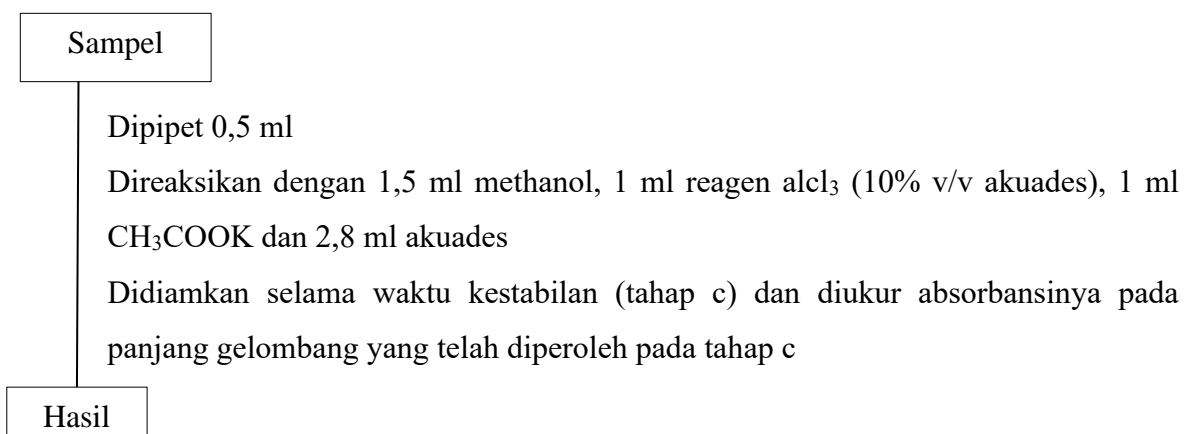 Sampel
Dipipet 0,5 ml
Direaksikan dengan 1,5 ml methanol, 1 ml reagen alcl₃ (10% v/v akuades), 1 ml
CH₃COOK dan 2,8 ml akuades
Didiamkan selama waktu kestabilan (tahap c) dan diukur absorbansinya pada
panjang gelombang yang telah diperoleh pada tahap c
Hasil